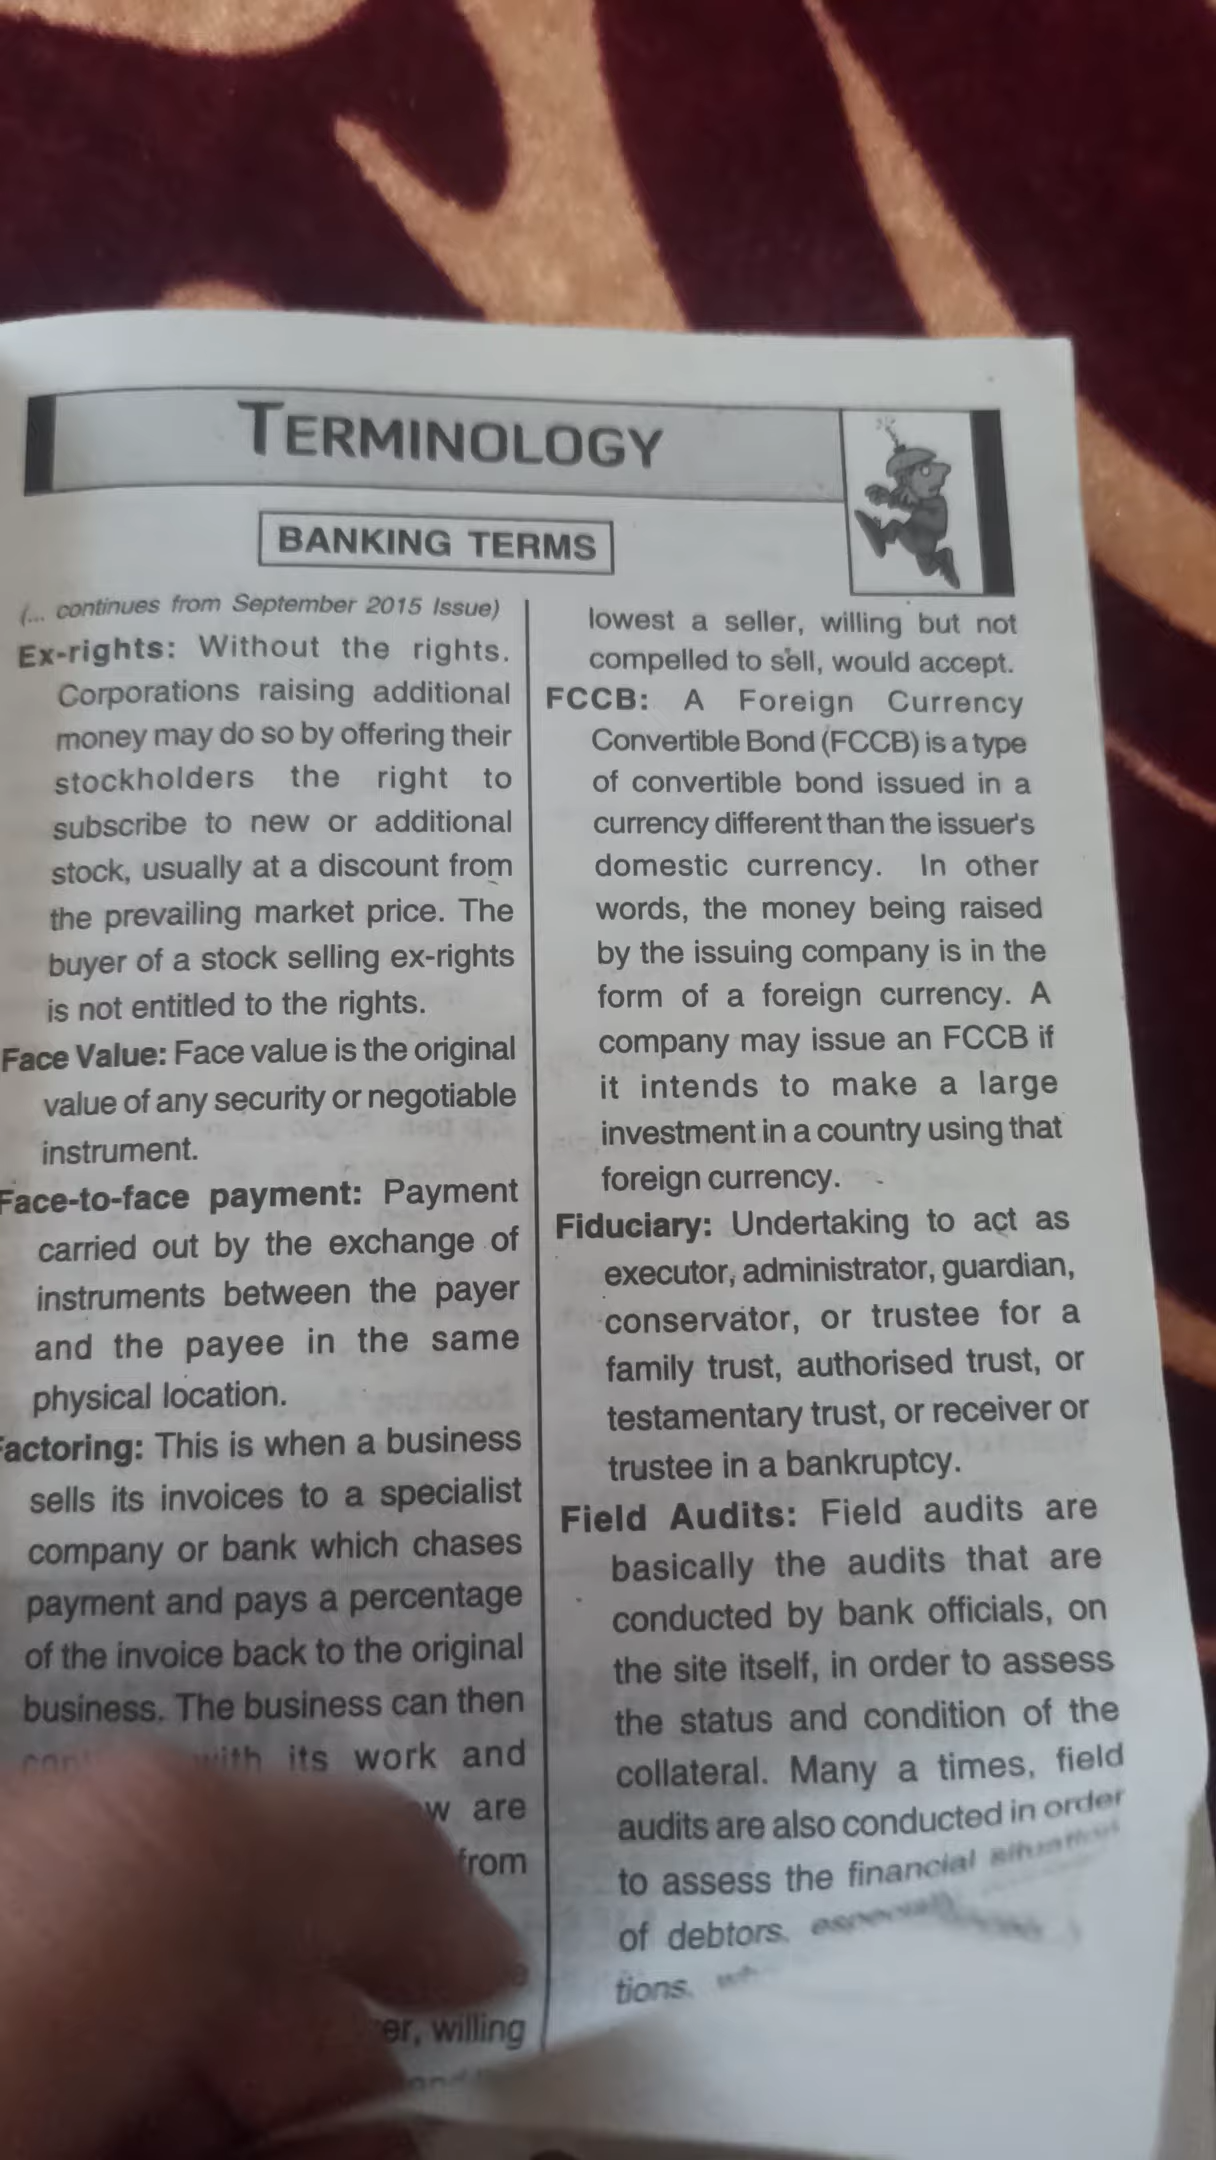 TERMINOLOGY
BANKING TERMS
(... continues from September 2015 Issue)
Ex-rights: Without the rights.
Corporations raising additional
money may do so by offering their
stockholders the right to
subscribe to new or additional
stock, usually at a discount from
the prevailing market price. The
buyer of a stock selling ex-rights
is not entitled to the rights.
Face Value: Face value is the original
value of any security or negotiable
instrument.
Face-to-face payment: Payment
carried out by the exchange of
instruments between the payer
and the payee in the same
physical location.
Factoring: This is when a business
sells its invoices to a specialist
company or bank which chases
payment and pays a percentage
of the invoice back to the original
business. The business can then
with its work and
are
from
willing
lowest a seller, willing but not
compelled to sell, would accept.
FCCB: A Foreign Currency
Convertible Bond (FCCB) is a type
of convertible bond issued in a
currency different than the issuer's
domestic currency. In other
words, the money being raised
by the issuing company is in the
form of a foreign currency. A
company may issue an FCCB if
it intends to make a large
investment in a country using that
foreign currency.
Fiduciary: Undertaking to act as
executor, administrator, guardian,
conservator, or trustee for a
family trust, authorised trust, or
testamentary trust, or receiver or
trustee in a bankruptcy.
Field Audits: Field audits are
basically the audits that are
conducted by bank officials, on
the site itself, in order to assess
the status and condition of the
collateral. Many a times, field
audits are also conducted in order
to assess the financial situation
of debtors, especially
tions.